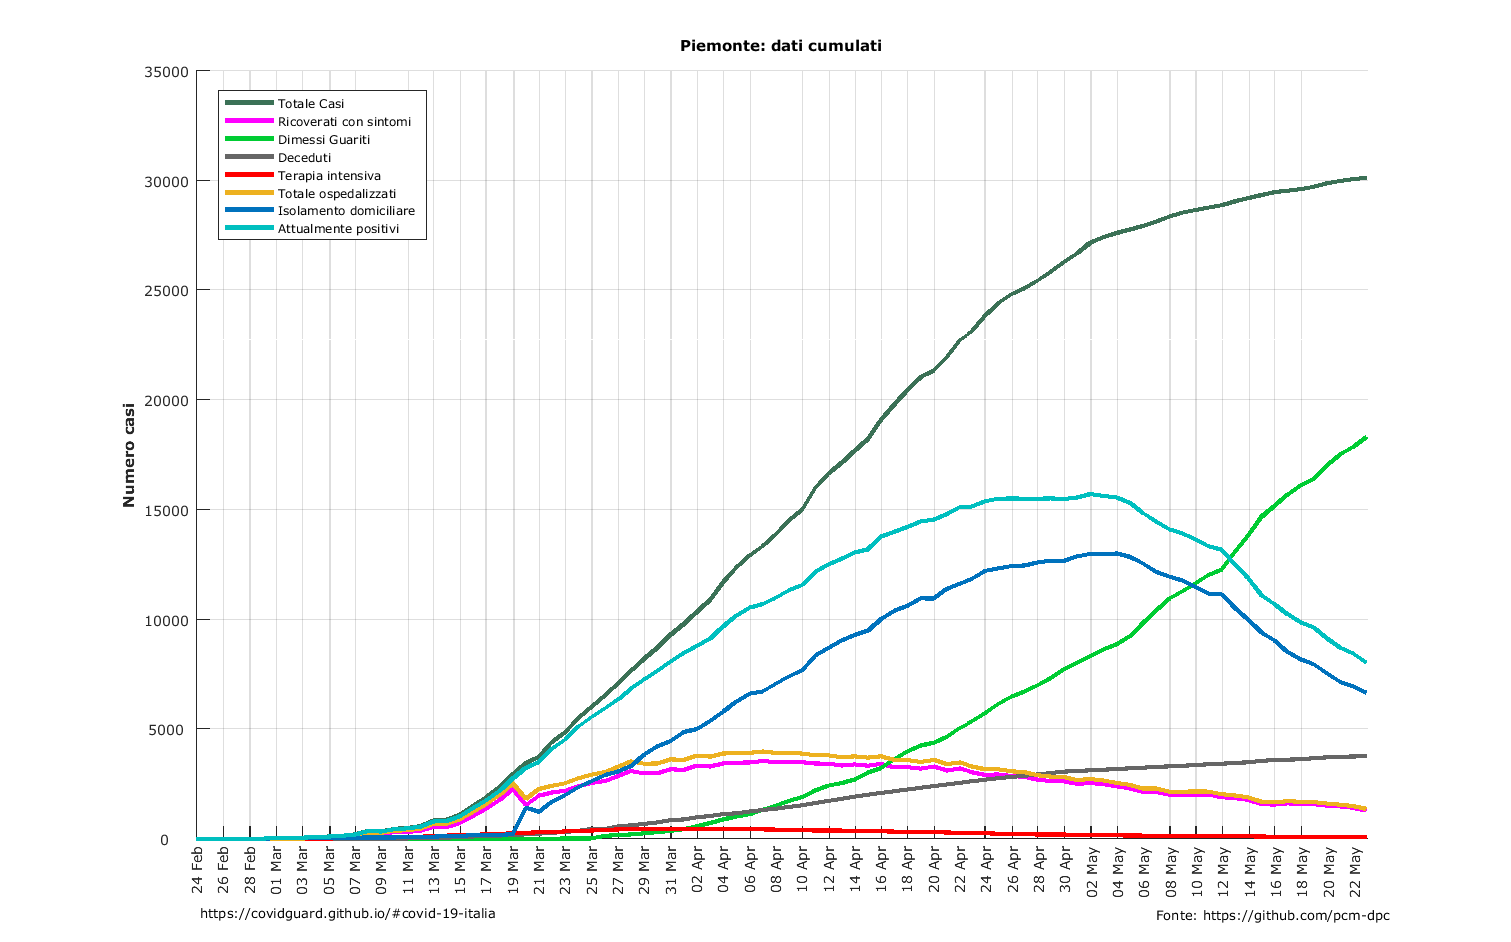 Piemonte: dati cumulati
35000
30000
25000
20000
15000
10000
5000
0
Numero casi
Totale Casi
Ricoverati con sintomi
Dimessi Guariti
Deceduti
Terapia intensiva
Totale ospedalizzati
Isolamento domiciliare
Attualmente positivi
24 Feb
26 Feb
28 Feb
01 Mar
03 Mar
05 Mar
07 Mar
09 Mar
11 Mar
13 Mar
15 Mar
17 Mar
19 Mar
21 Mar
23 Mar
25 Mar
27 Mar
29 Mar
31 Mar
02 Apr
04 Apr
06 Apr
08 Apr
10 Apr
12 Apr
14 Apr
16 Apr
18 Apr
20 Apr
22 Apr
24 Apr
26 Apr
28 Apr
30 Apr
02 May
04 May
06 May
08 May
10 May
12 May
14 May
16 May
18 May
20 May
22 May
https://covidguard.github.io/#covid-19-italia
Fonte: https://github.com/pcm-dpc